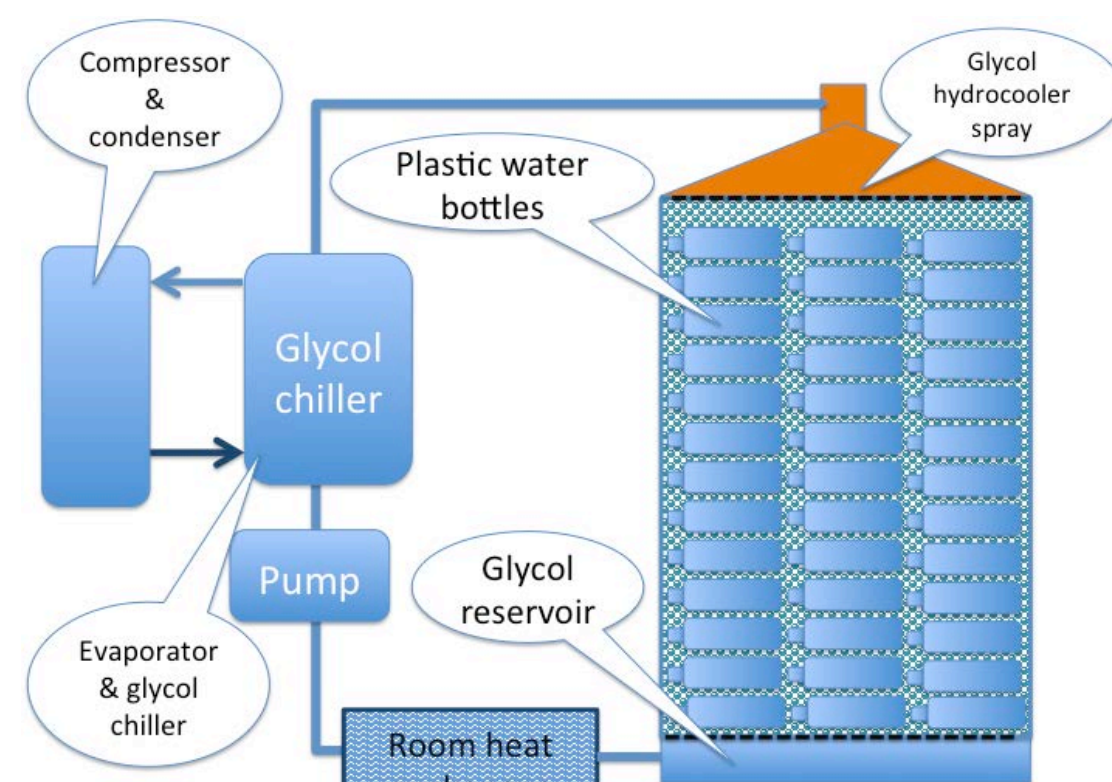 Compressor
&
condenser
Glycol
hydrocooler
spray
Plastic water
bottles
Glycol
chiller
Pump
Glycol
reservoir
Evaporator
& glycol
chiller
Room heat